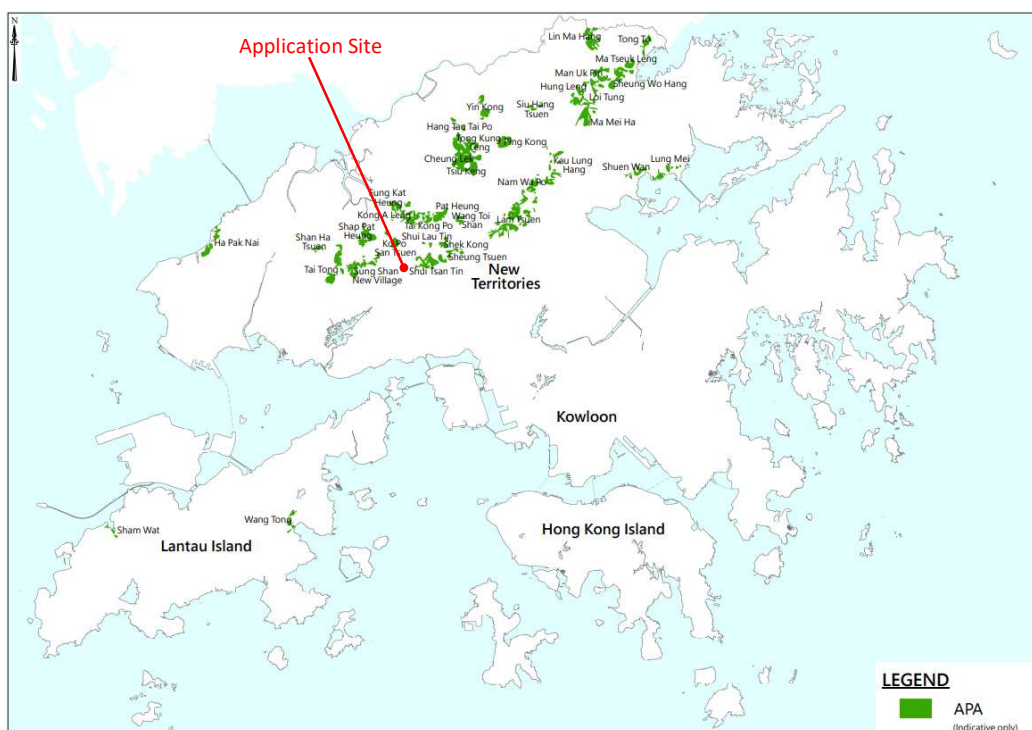 N
Application Site
Lin Ma Hang
Tong To
Ma Tseuk Leng
Man Uk Pin
Sheung Wo Hang
Hung Leng
Loi Tung
Yin Kong
Siu Hang
Tsuen
Ma Mei Ha
Hang Tau Tai Po
Tong Kung
Leng
Ping Kong
Cheung Lek
Tsiu Keng
Kau Lung
Hang
Shuen Wan
Lung Mei
Nam Wa Po
Fung Kat
Heung
Kong A Leng
Pat Heung
Wang Toi
Shan
Tai Kong Po
Lam Tsuen
Shap Pat
Heung
Shui Lau Tin
Ha Pak Nai
Shan Ha
Tsuen
Ko Po
San Tsuen
Shek Kong
Sheung Tsuen
Tai Tong
Sung Shan
New Village
Shui Tsan Tin
New
Territories
Kowloon
Sham Wat
Wang Tong
Lantau Island
Hong Kong Island
LEGEND
APA
(Indicative only)